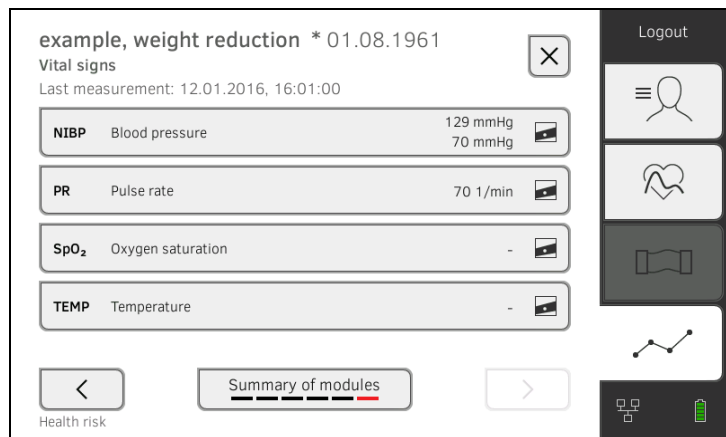 example, weight reduction * 01.08.1961
Vital signs
Last measurement: 12.01.2016, 16:01:00
Logout
NIBP Blood pressure 129 mmHg
70 mmHg
PR Pulse rate 70 1/min
SpO₂ Oxygen saturation -
TEMP Temperature -
Summary of modules
Health risk